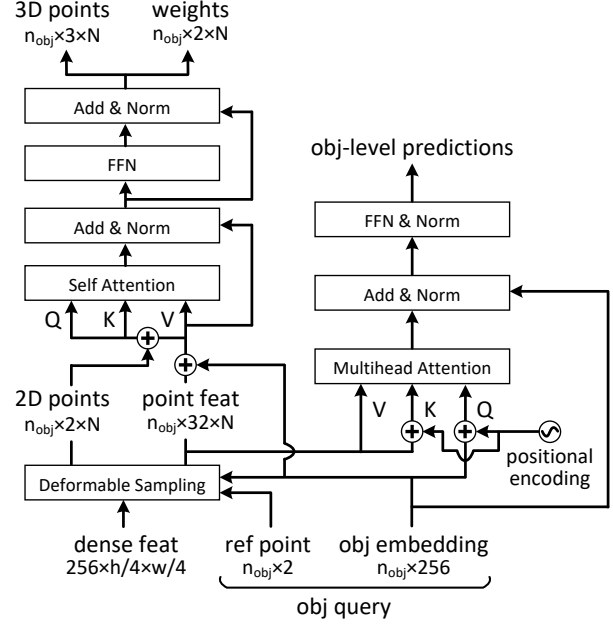 3D points weights
n_obj×3×N n_obj×2×N
Add & Norm
FFN
obj-level predictions
Add & Norm
FFN & Norm
Self Attention
Add & Norm
Q K V
Multihead Attention
2D points point feat
n_obj×2×N n_obj×32×N
V K Q
positional
encoding
Deformable Sampling
dense feat ref point obj embedding
256×h/4×w/4 n_obj×2 n_obj×256
obj query